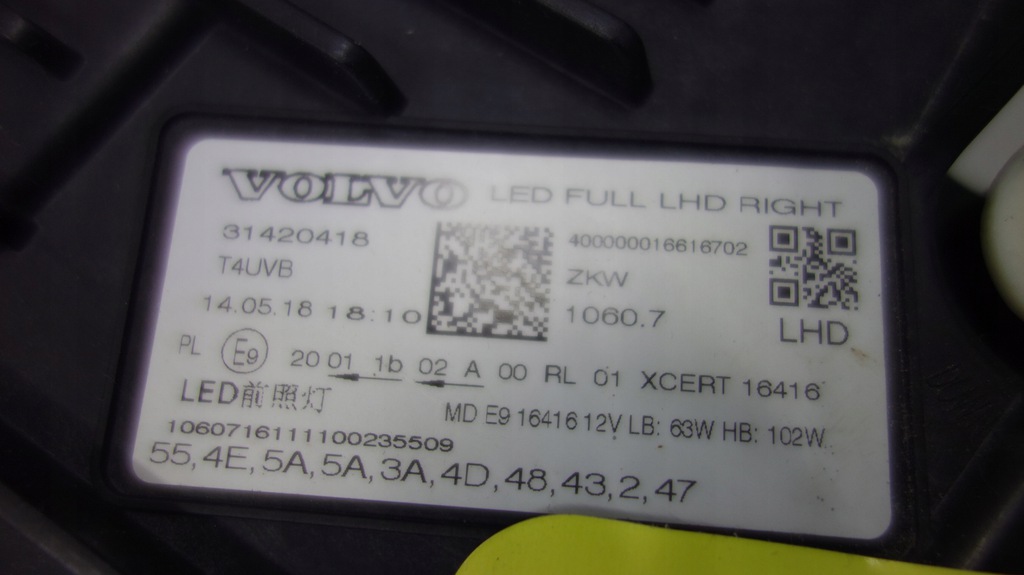 VOLVO LED FULL LHD RIGHT
31420418
T4UVB
14.05.18 18:10
400000016616702
ZKW
1060.7
LHD
PL E9 20 01 1b 02 A 00 RL 01 XCERT 16416
LED前照灯
MD E9 16416 12V LB: 63W HB: 102W
1060716111100235509
55,4E,5A,5A,3A,4D,48,43,2,47